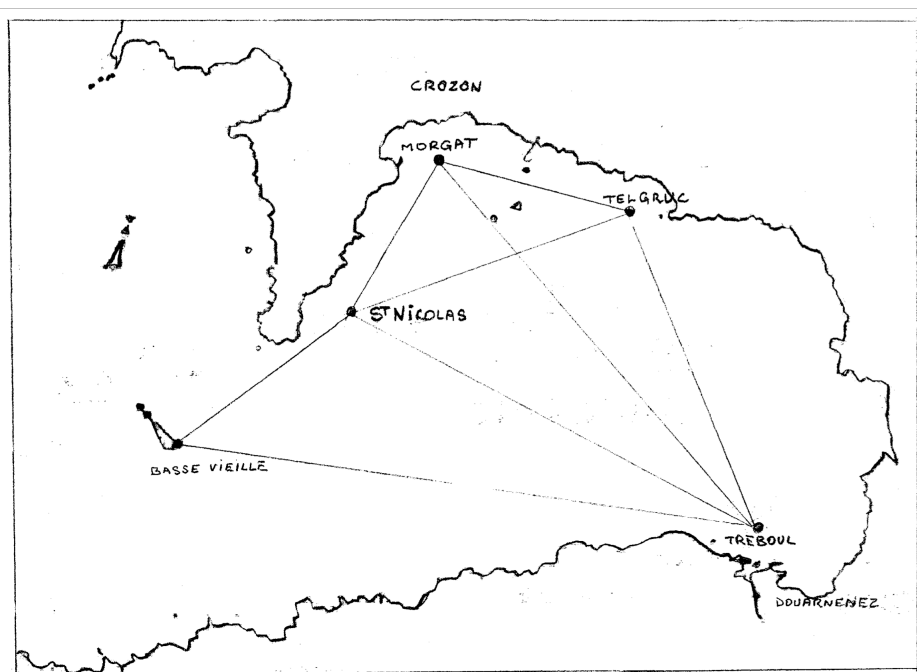 CROZON
MORGAT
TELGRUC
ST NICOLAS
BASSE VIEILLE
TREBOUL
DOUARNENEZ